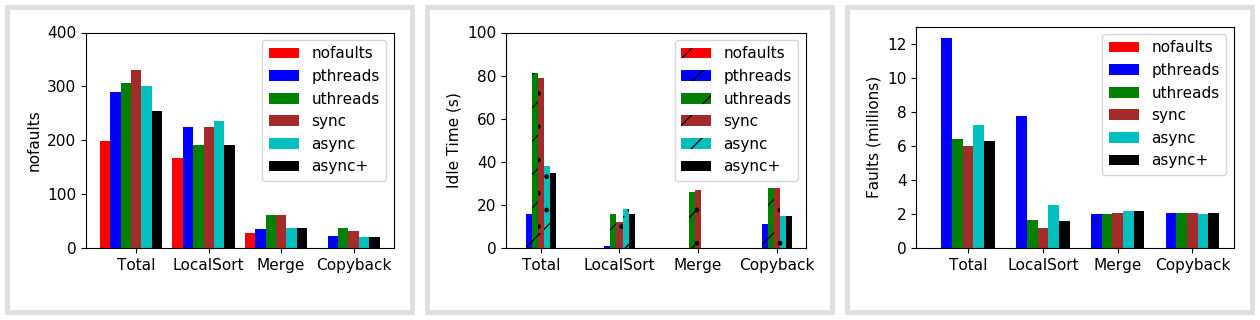 400
300
200
100
0
nofaults
nofaults
pthreads
uthreads
sync
async
async+
Total LocalSort Merge Copyback
100
80
60
40
20
0
Idle Time (s)
nofaults
pthreads
uthreads
sync
async
async+
Total LocalSort Merge Copyback
12
10
8
6
4
2
0
Faults (millions)
nofaults
pthreads
uthreads
sync
async
async+
Total LocalSort Merge Copyback